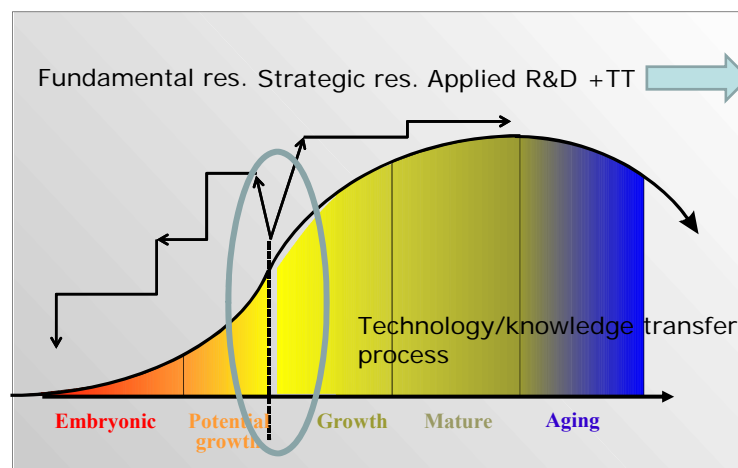 Fundamental res. Strategic res. Applied R&D +TT
Technology/knowledge transfer
process
Embryonic Potential Growth Mature Aging
growth